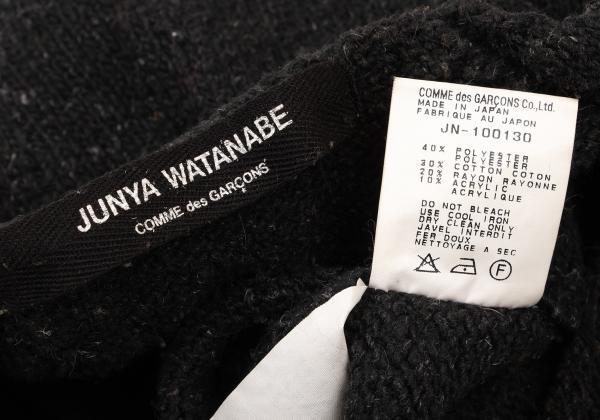 JUNYA WATANABE
COMME des GARÇONS
COMME des GARÇONS Co.,Ltd.
MADE IN JAPAN
FABRIQUE AU JAPON
JN-100130
40% POLYESTER
POLYESTER
30% COTTON COTON
20% RAYON RAYONNE
10% ACRYLIC
ACRYLIQUE
DO NOT BLEACH
USE COOL IRON
DRY CLEAN ONLY
JAVEL INTERDIT
FER DOUX
NETTOYAGE A SEC
F